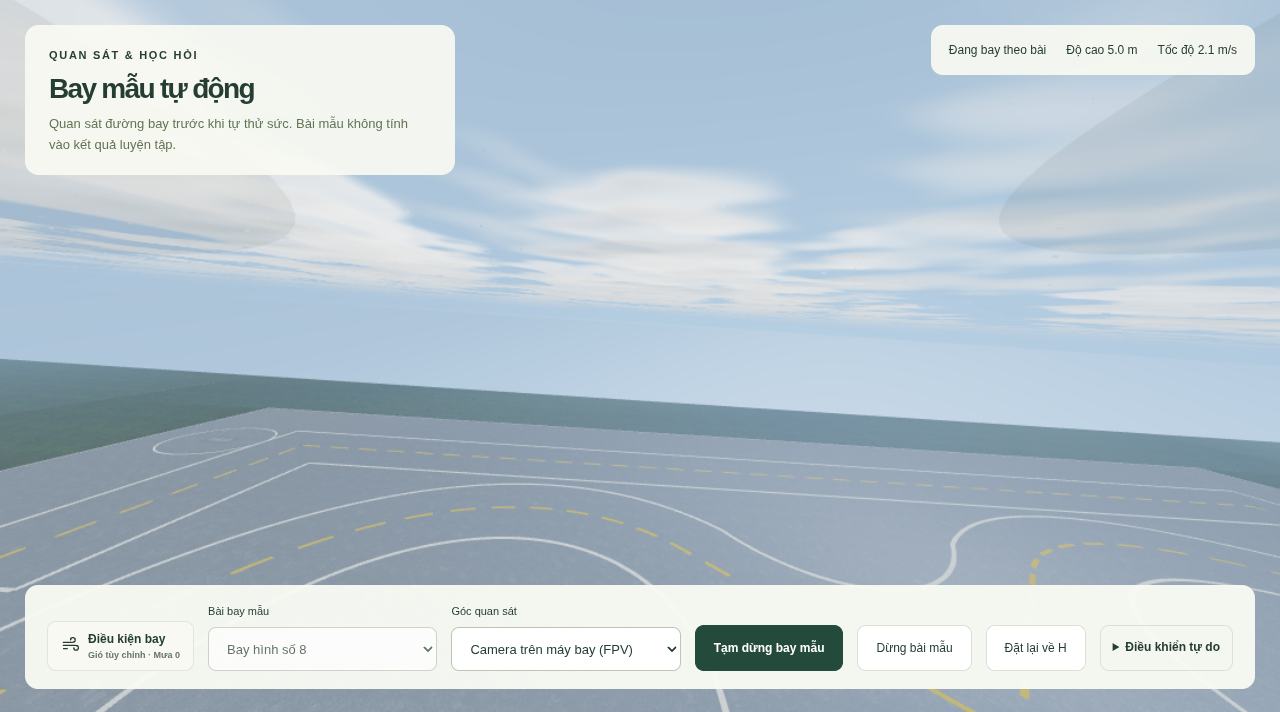 QUAN SÁT & HỌC HỎI
Bay mẫu tự động
Quan sát đường bay trước khi tự thử sức. Bài mẫu không tính
vào kết quả luyện tập.
Đang bay theo bài Độ cao 5.0 m Tốc độ 2.1 m/s
Điều kiện bay
Gió tùy chỉnh · Mưa 0
Bài bay mẫu
Bay hình số 8
Góc quan sát
Camera trên máy bay (FPV)
Tạm dừng bay mẫu
Dừng bài mẫu
Đặt lại về H
Điều khiển tự do